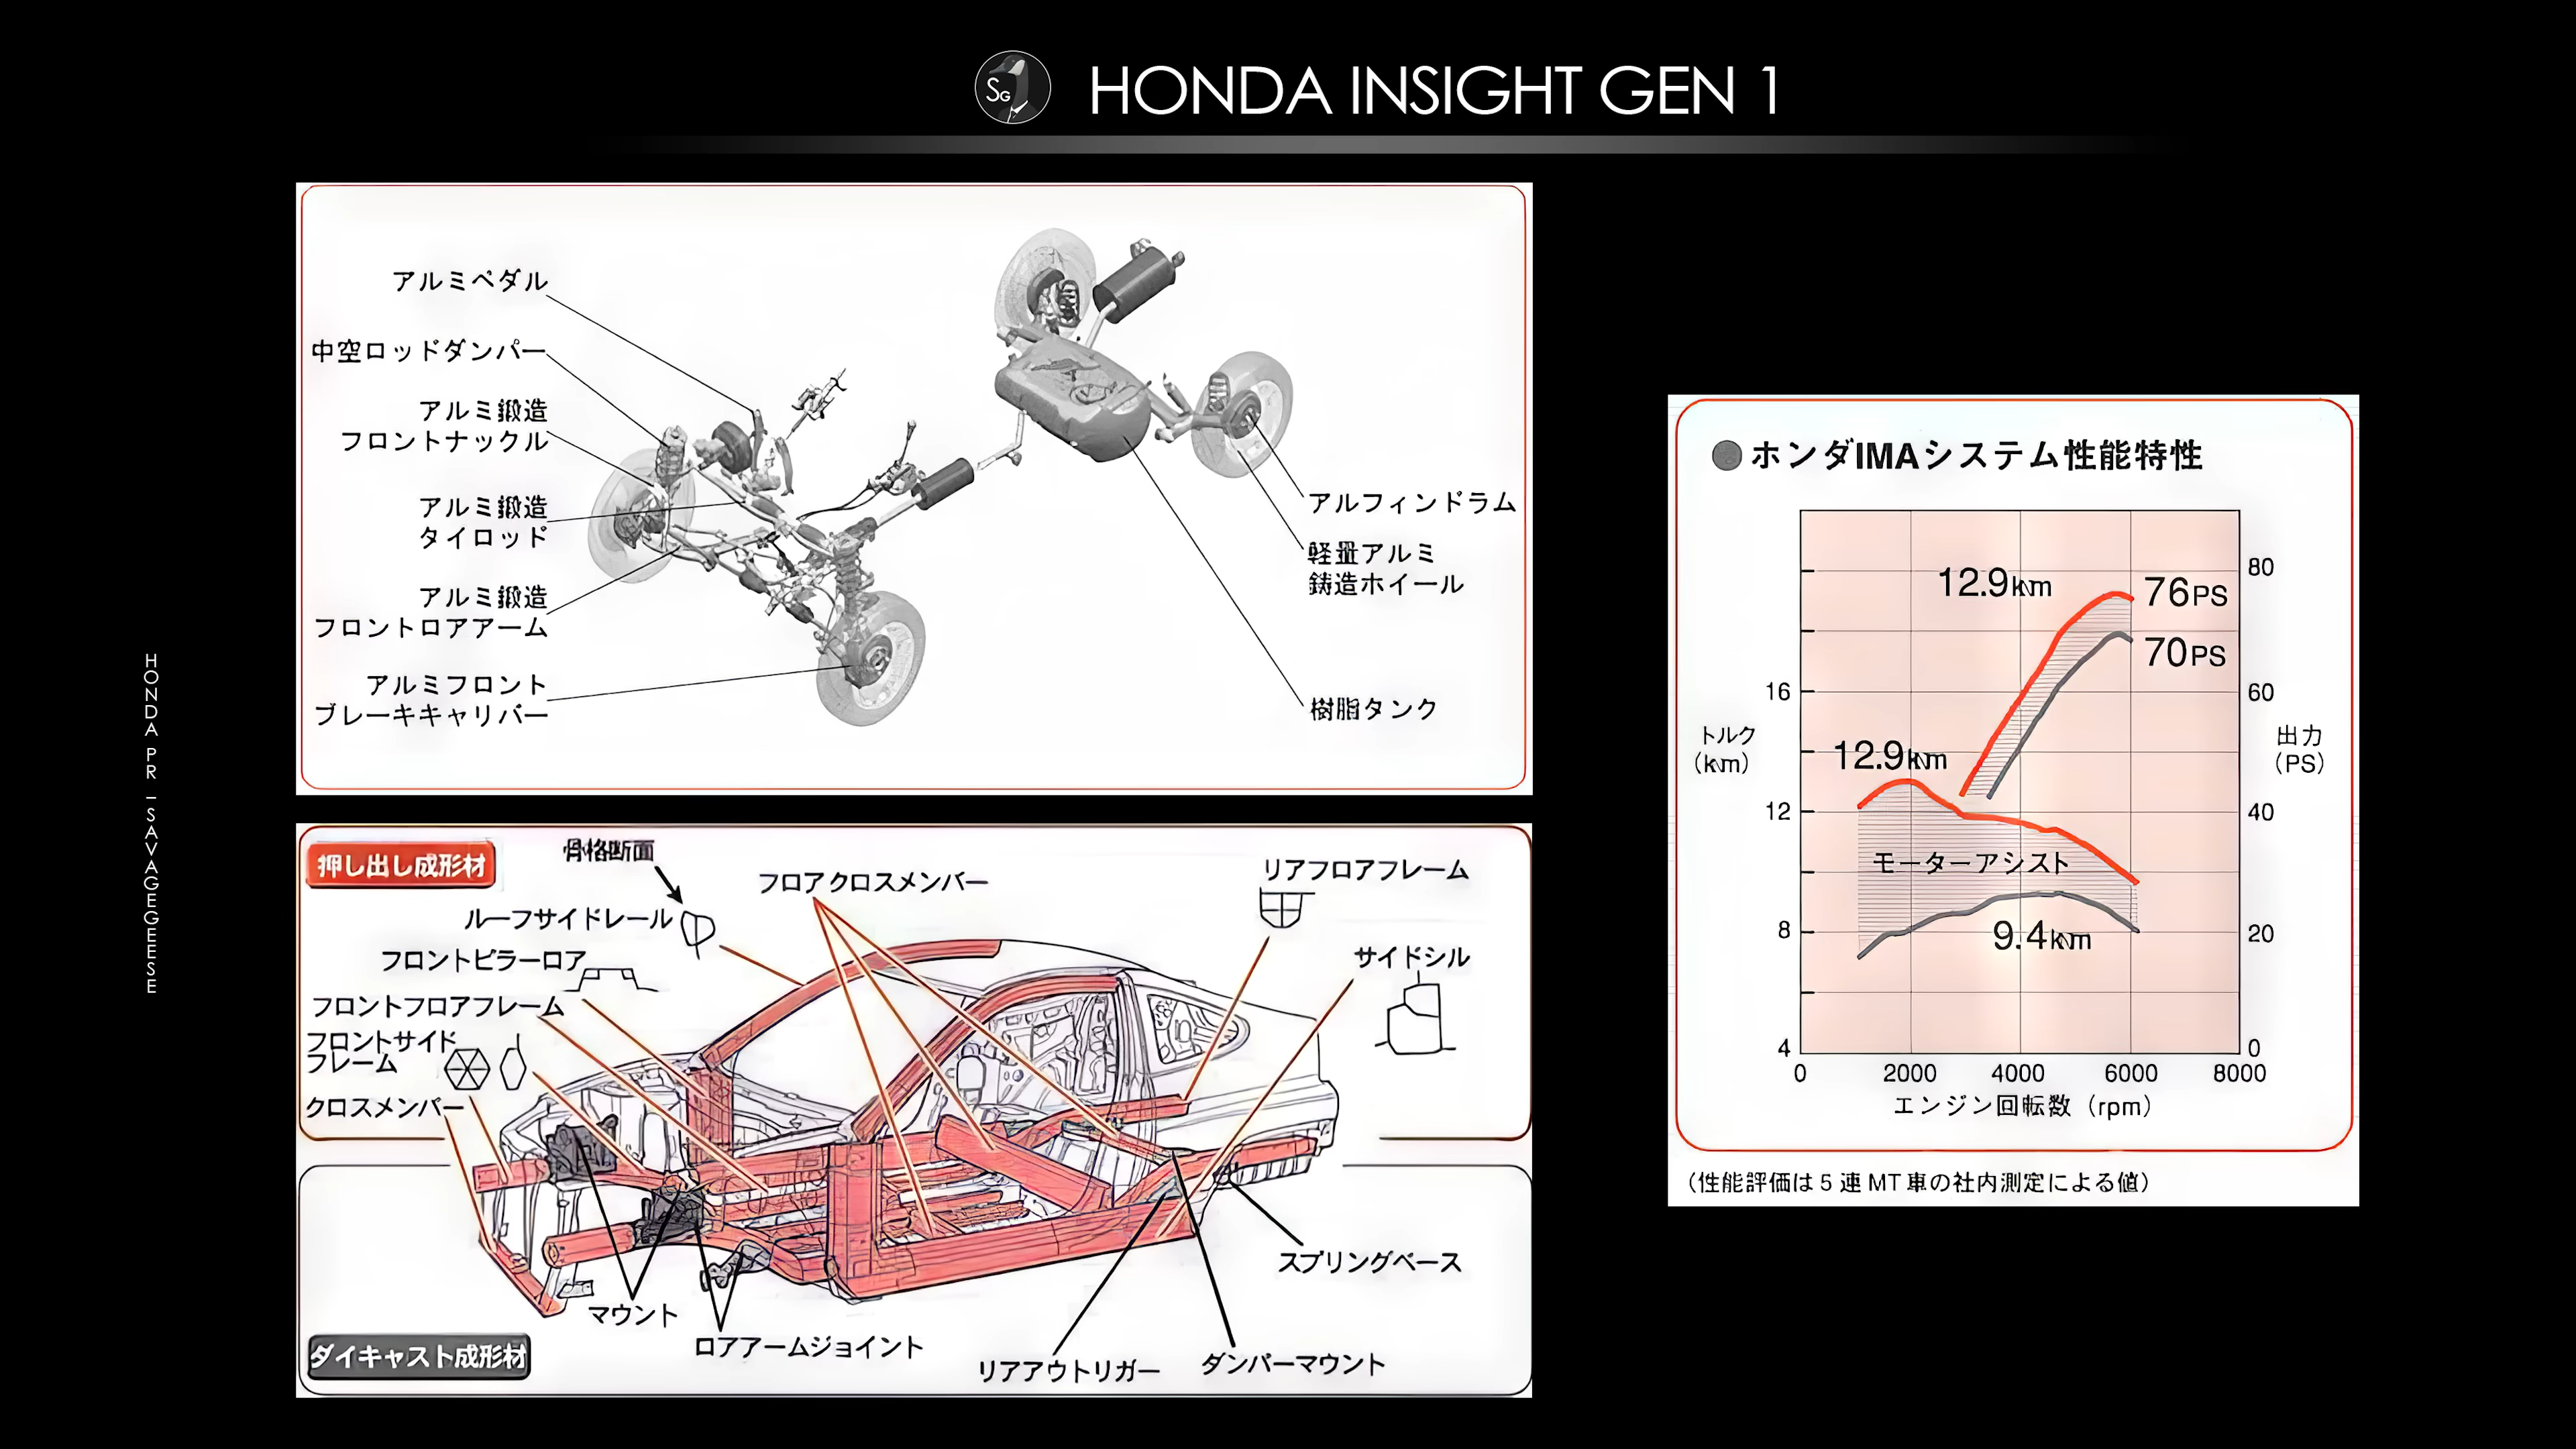 SG
HONDA INSIGHT GEN 1
アルミペダル
中空ロッドダンパー
アルミ鍛造
フロントナックル
アルミ鍛造
タイロッド
アルミ鍛造
フロントロアアーム
アルミフロント
ブレーキキャリパー
アルフィンドラム
軽量アルミ
鋳造ホイール
樹脂タンク
押し出し成形材
骨格断面
フロアクロスメンバー
リアフロアフレーム
ルーフサイドレール
サイドシル
フロントピラーロア
フロントフロアフレーム
フロントサイド
フレーム
クロスメンバー
マウント
ロアアームジョイント
リアアウトリガー
ダンパーマウント
スプリングベース
ダイキャスト成形材
●ホンダIMAシステム性能特性
12.9km
76PS
70PS
12.9km
モーターアシスト
9.4km
トルク
(km)
16
12
8
4
出力
(PS)
80
60
40
20
0
0 2000 4000 6000 8000
エンジン回転数 (rpm)
(性能評価は5速MT車の社内測定による値)
HONDA PR – SAVAGEGEESE